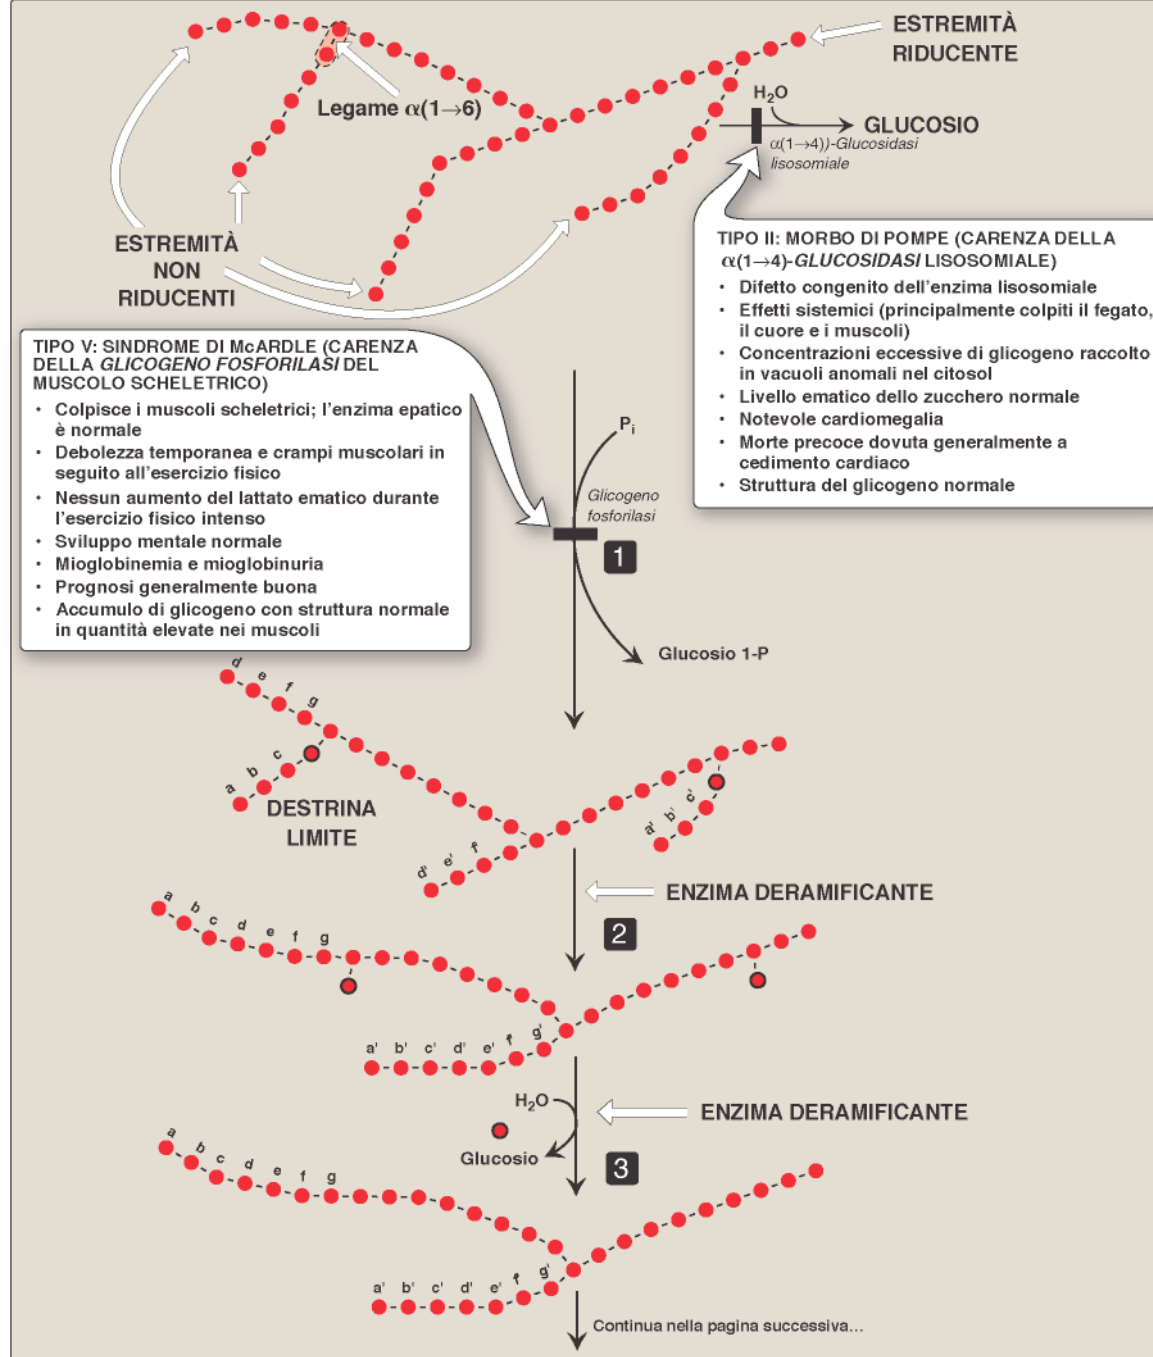 ESTREMITÀ
RIDUCENTE
Legame α(1→6)
H₂O
GLUCOSIO
α(1→4))-Glucosidasi
lisosomiale
ESTREMITÀ
NON
RIDUCENTI
TIPO II: MORBO DI POMPE (CARENZA DELLA
α(1→4)-GLUCOSIDASI LISOSOMIALE)
• Difetto congenito dell'enzima lisosomiale
• Effetti sistemici (principalmente colpiti il fegato,
il cuore e i muscoli)
• Concentrazioni eccessive di glicogeno raccolto
in vacuoli anomali nel citosol
• Livello ematico dello zucchero normale
• Notevole cardiomegalia
• Morte precoce dovuta generalmente a
cedimento cardiaco
• Struttura del glicogeno normale
TIPO V: SINDROME DI McARDLE (CARENZA
DELLA GLICOGENO FOSFORILASI DEL
MUSCOLO SCHELETRICO)
• Colpisce i muscoli scheletrici; l'enzima epatico
è normale
• Debolezza temporanea e crampi muscolari in
seguito all'esercizio fisico
• Nessun aumento del lattato ematico durante
l'esercizio fisico intenso
• Sviluppo mentale normale
• Mioglobinemia e mioglobinuria
• Prognosi generalmente buona
• Accumulo di glicogeno con struttura normale
in quantità elevate nei muscoli
Pᵢ
Glicogeno
fosforilasi
1
Glucosio 1-P
d e f g
a b c
DESTRINA
LIMITE
a' b' c'
d' e' f
ENZIMA DERAMIFICANTE
2
a b c d e f g
a' b' c' d' e' f g'
H₂O
ENZIMA DERAMIFICANTE
Glucosio
3
a b c d e f g
a' b' c' d' e' f g'
Continua nella pagina successiva…